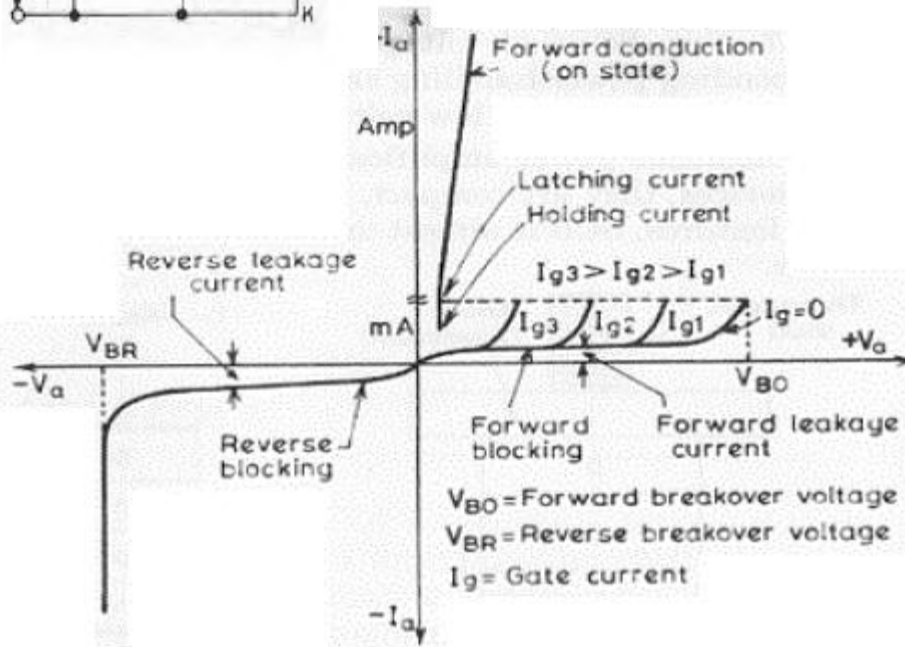 K
-Ia
Forward conduction
(on state)
Amp
Latching current
Holding current
Reverse leakage
current
Ig3 > Ig2 > Ig1
mA
Ig3
Ig2
Ig1
Ig=0
VBR
+Va
-Va
VBO
Reverse
blocking
Forward
blocking
Forward leakage
current
VBO = Forward breakover voltage
VBR = Reverse breakover voltage
Ig = Gate current
-Ia